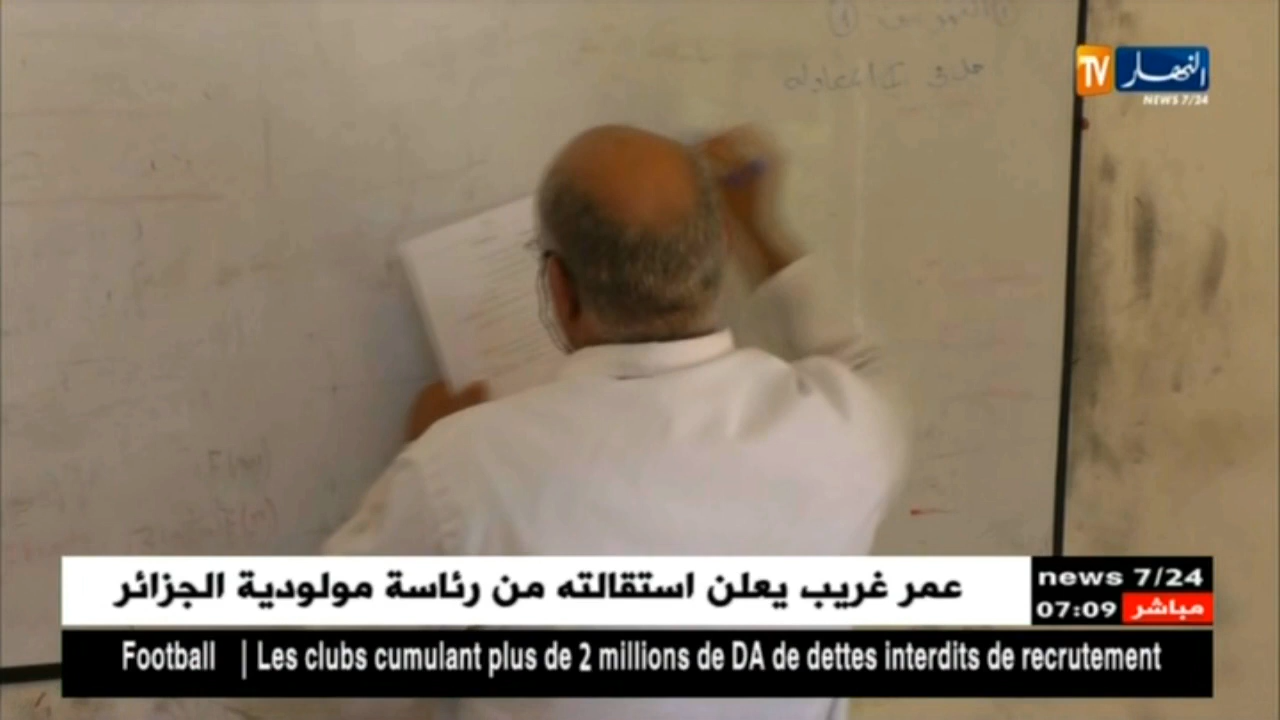 TV النهار
NEWS 7/24
عمر غريب يعلن استقالته من رئاسة مولودية الجزائر
news 7/24
07:09 مباشر
Football | Les clubs cumulant plus de 2 millions de DA de dettes interdits de recrutement